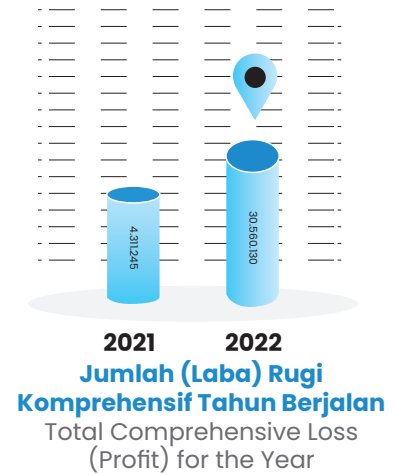 4.311.245
30.560.130
2021
2022
Jumlah (Laba) Rugi
Komprehensif Tahun Berjalan
Total Comprehensive Loss
(Profit) for the Year